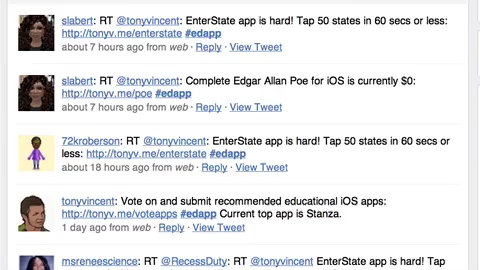 slabert: RT @tonyvincent: EnterState app is hard! Tap 50 states in 60 secs or less:
http://tonyv.me/enterstate #edapp
about 7 hours ago from web · Reply · View Tweet
slabert: RT @tonyvincent: Complete Edgar Allan Poe for iOS is currently $0:
http://tonyv.me/poe #edapp
about 7 hours ago from web · Reply · View Tweet
72kroberson: RT @tonyvincent: EnterState app is hard! Tap 50 states in 60 secs or
less: http://tonyv.me/enterstate #edapp
about 18 hours ago from web · Reply · View Tweet
tonyvincent: Vote on and submit recommended educational iOS apps:
http://tonyv.me/voteapps #edapp Current top app is Stanza.
1 day ago from web · Reply · View Tweet
msreneescience: RT @RecessDuty: RT @tonyvincent EnterState app is hard! Tap